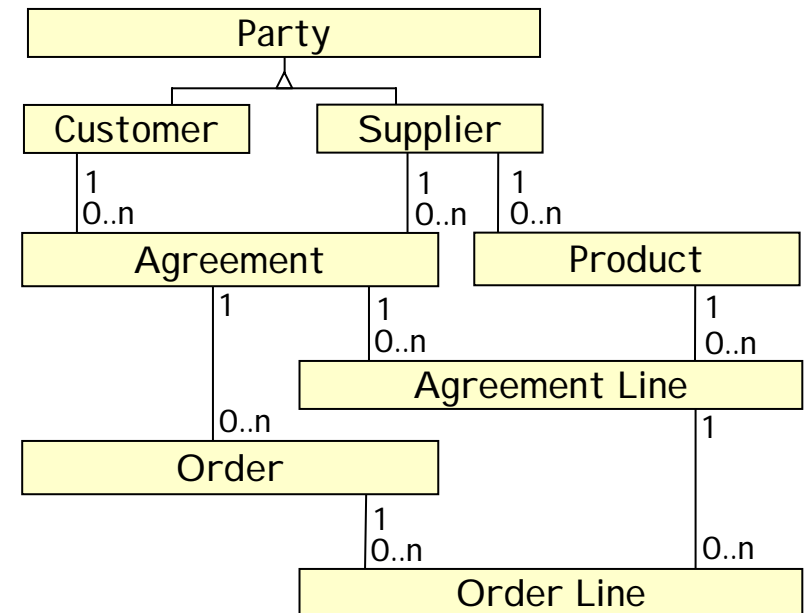 Party
Customer
Supplier
1
1
1
0..n
0..n
0..n
Agreement
Product
1
1
1
0..n
0..n
Agreement Line
0..n
1
Order
1
0..n
0..n
Order Line